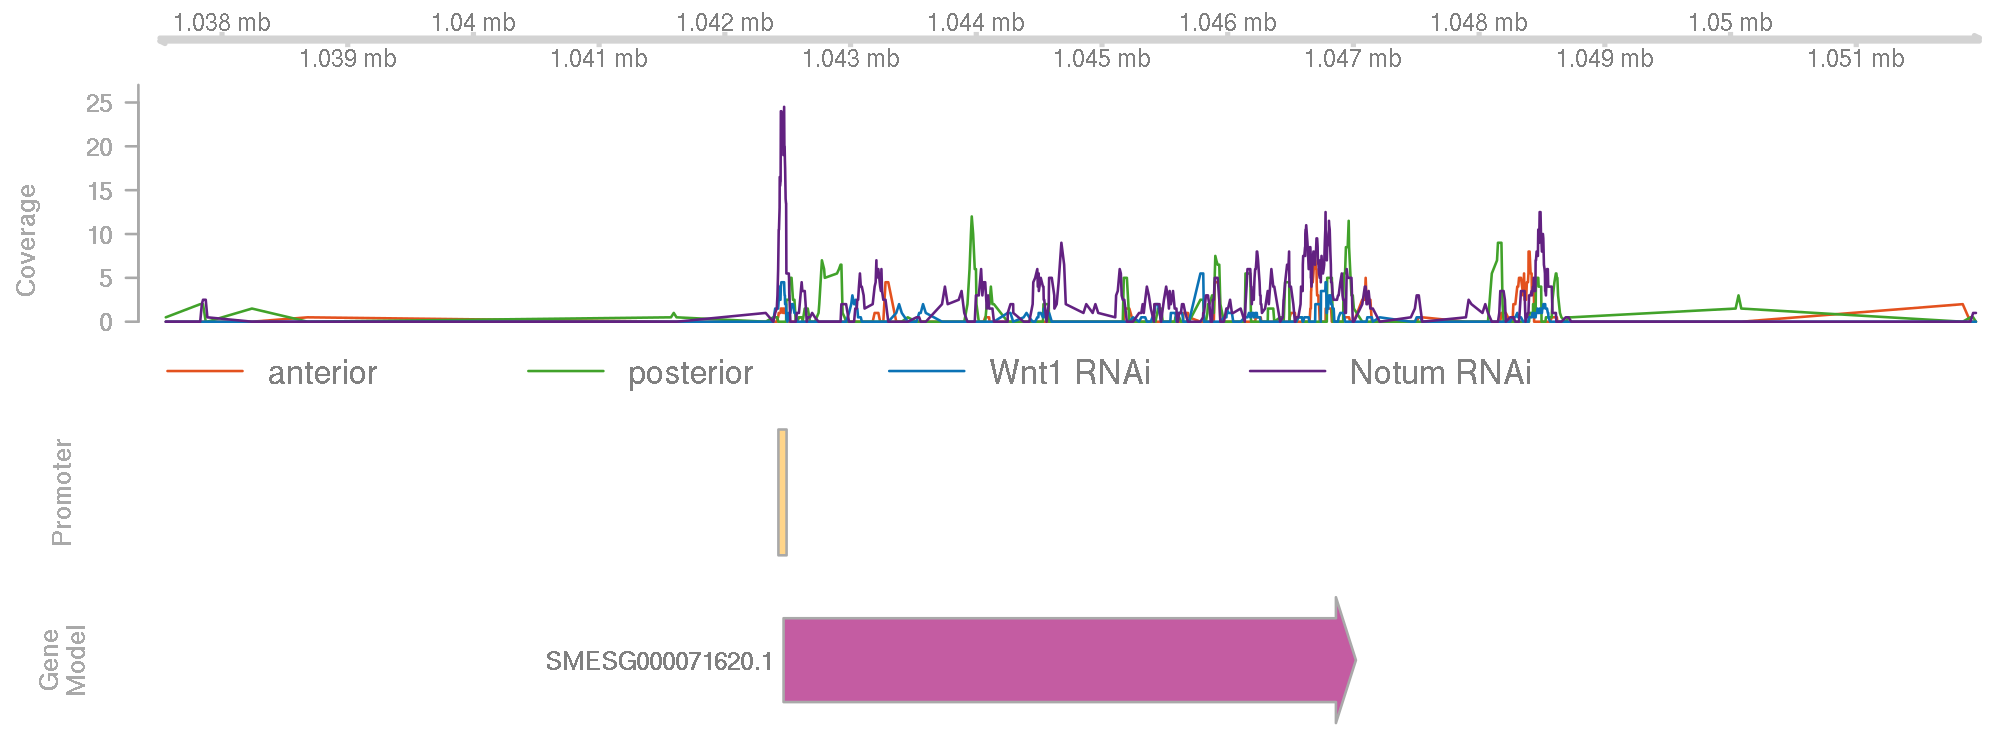 1.038 mb 1.04 mb 1.042 mb 1.044 mb 1.046 mb 1.048 mb 1.05 mb
1.039 mb 1.041 mb 1.043 mb 1.045 mb 1.047 mb 1.049 mb 1.051 mb
Coverage
25
20
15
10
5
0
anterior posterior Wnt1 RNAi Notum RNAi
Promoter
Gene
Model
SMESG000071620.1